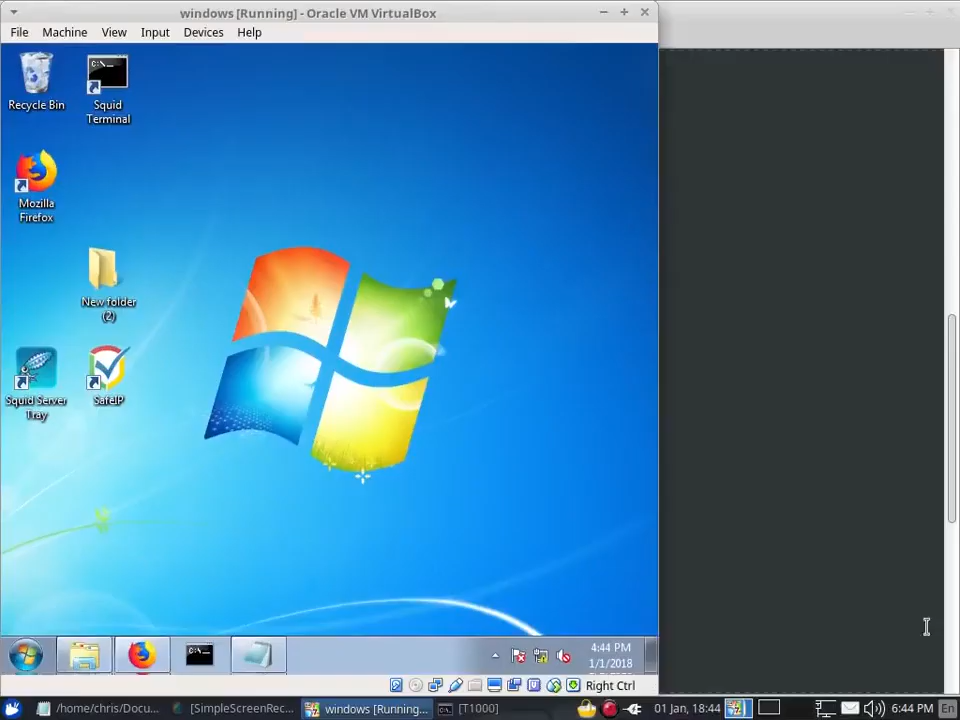 windows [Running] - Oracle VM VirtualBox
File Machine View Input Devices Help
Recycle Bin
Squid
Terminal
Mozilla
Firefox
New folder
(2)
Squid Server
Tray
SafeIP
C:\_
4:44 PM
1/1/2018
Right Ctrl
/home/chris/Docu...
[SimpleScreenRec...
windows [Running...
[T1000]
01 Jan, 18:44
6:44 PM
En